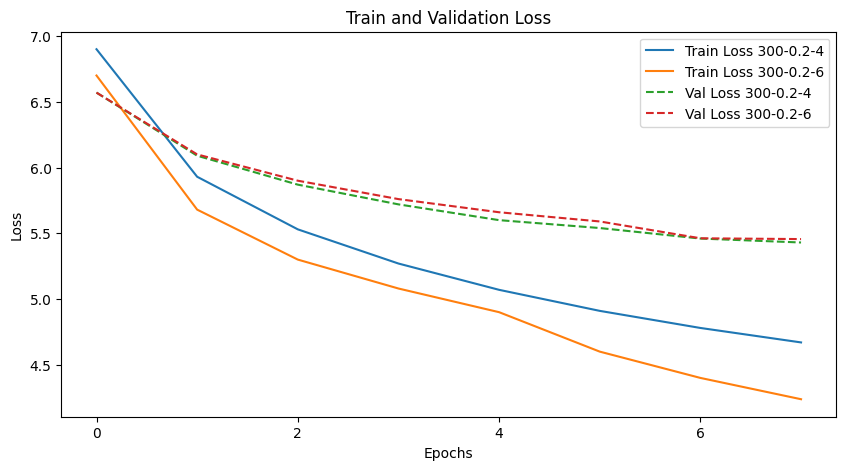 Train and Validation Loss
7.0
6.5
6.0
5.5
5.0
4.5
Loss
Train Loss 300-0.2-4
Train Loss 300-0.2-6
Val Loss 300-0.2-4
Val Loss 300-0.2-6
0
2
4
6
Epochs